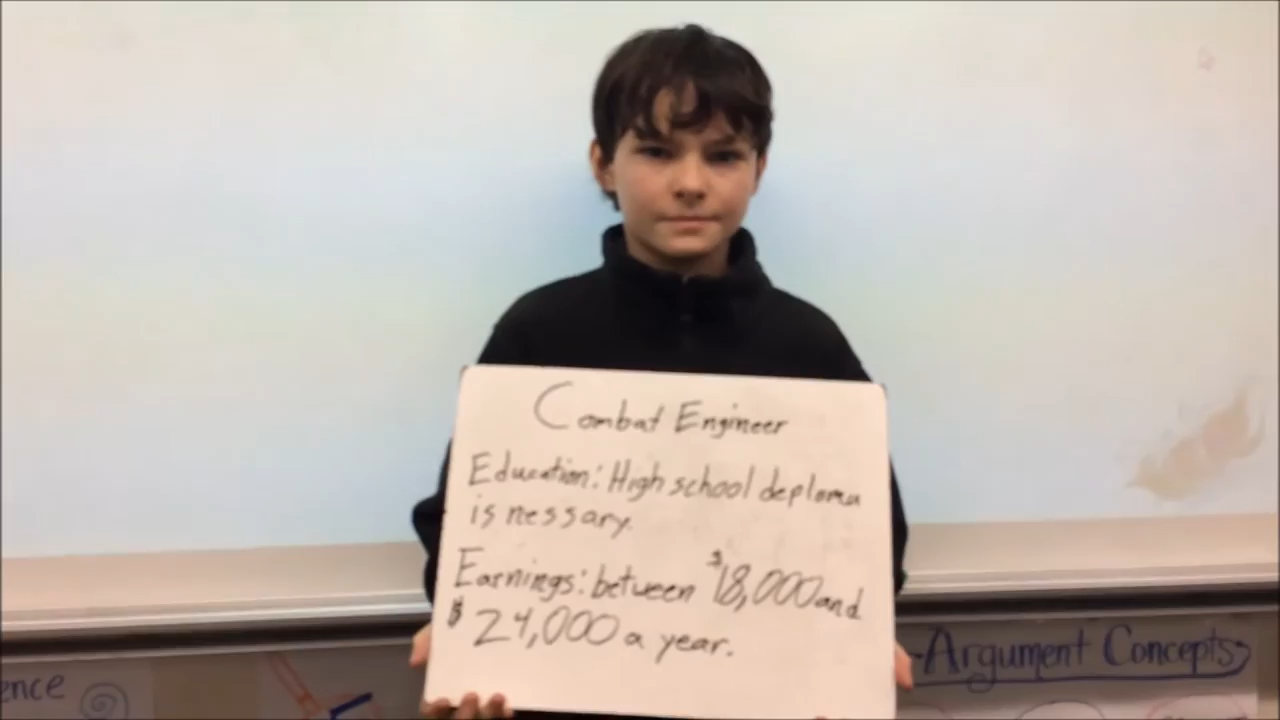 Combat Engineer
Education: High school deploma
is nessary.
Earnings: between $18,000 and
$24,000 a year.
ence
Argument Concepts